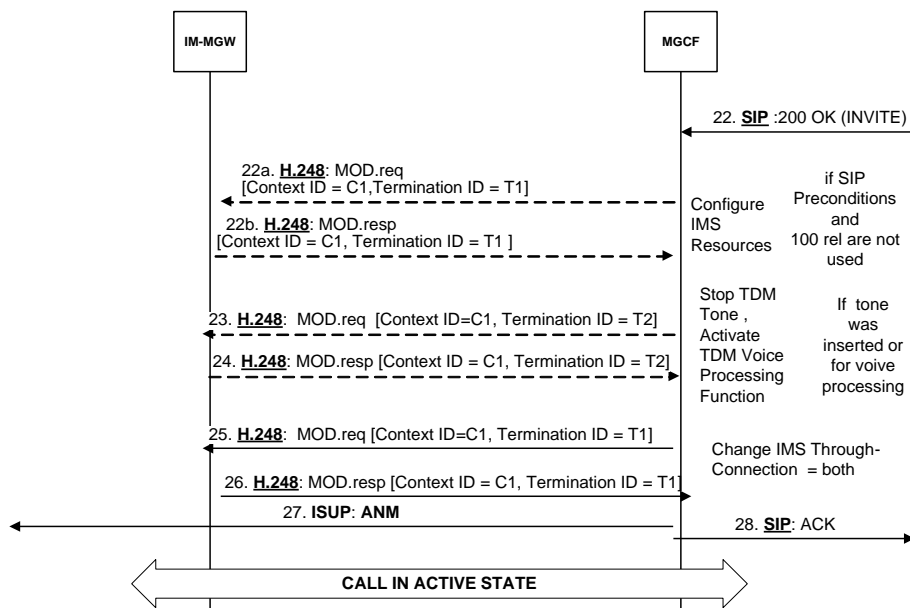 IM-MGW
MGCF
22. SIP :200 OK (INVITE)
22a. H.248: MOD.req
[Context ID = C1,Termination ID = T1]
22b. H.248: MOD.resp
[Context ID = C1, Termination ID = T1 ]
Configure
IMS
Resources
if SIP
Preconditions
and
100 rel are not
used
23. H.248: MOD.req [Context ID=C1, Termination ID = T2]
24. H.248: MOD.resp [Context ID = C1, Termination ID = T2]
Stop TDM
Tone ,
Activate
TDM Voice
Processing
Function
If tone
was
inserted or
for voive
processing
25. H.248: MOD.req [Context ID=C1, Termination ID = T1]
26. H.248: MOD.resp [Context ID = C1, Termination ID = T1]
Change IMS Through-
Connection = both
27. ISUP: ANM
28. SIP: ACK
CALL IN ACTIVE STATE